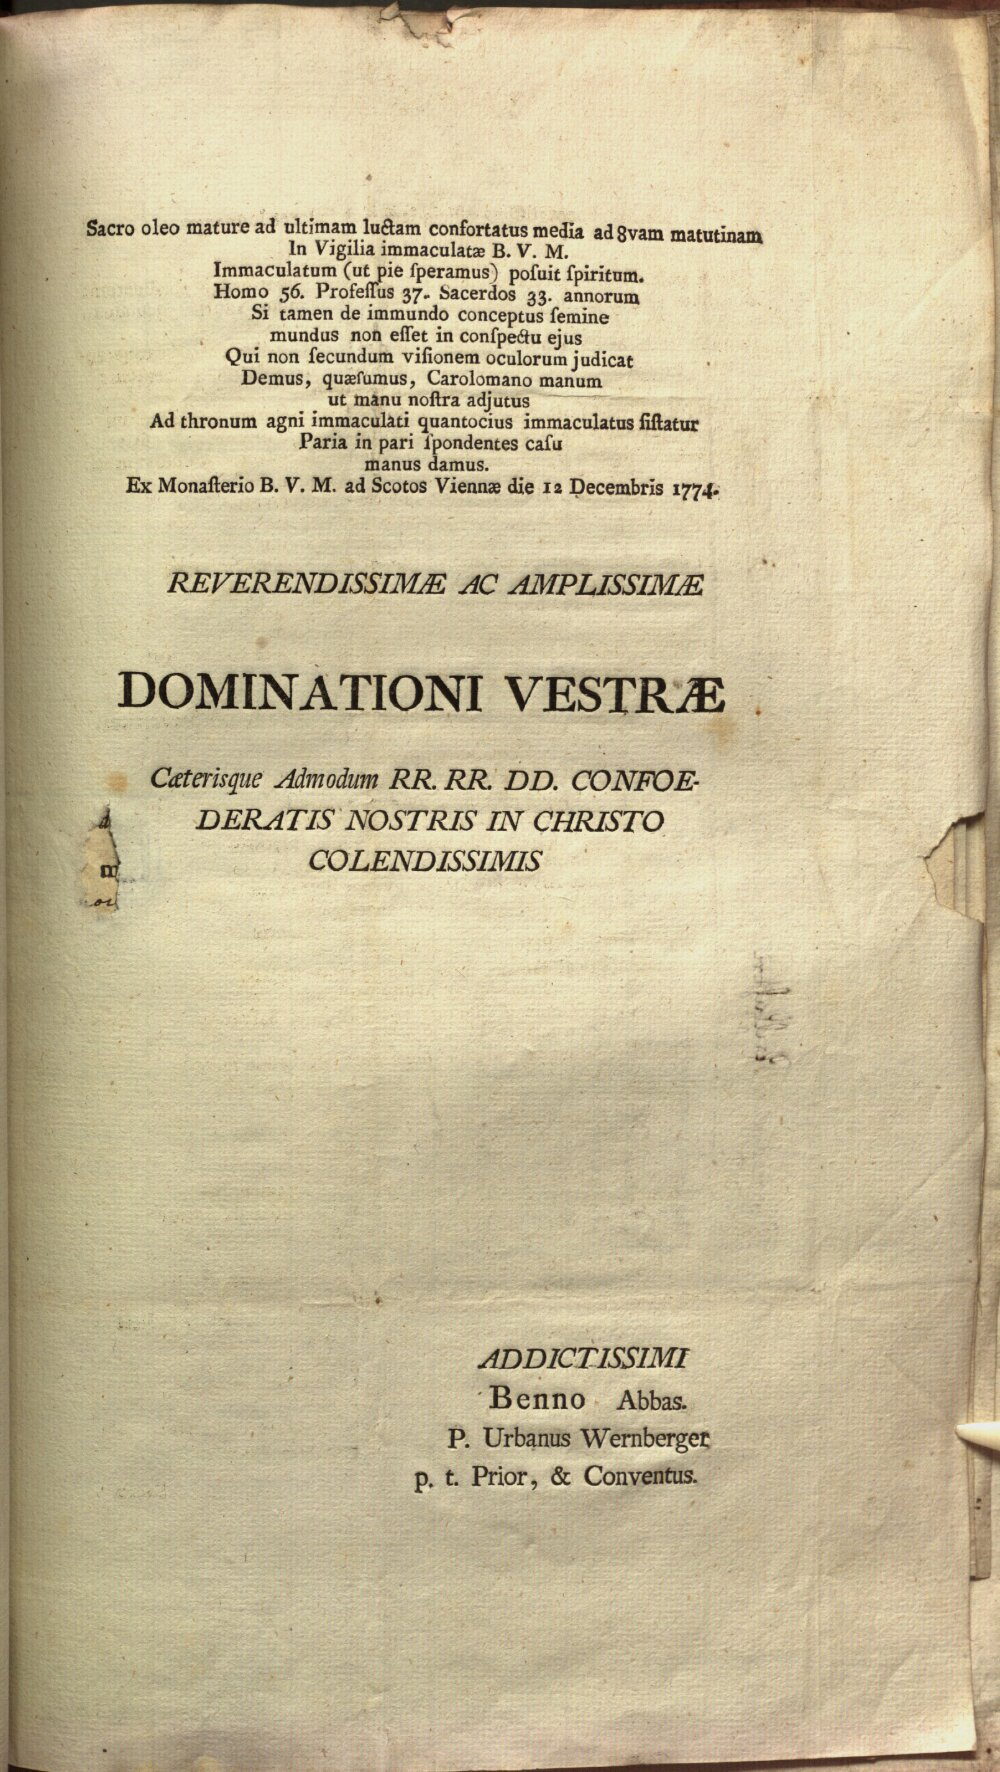 Sacro oleo mature ad ultimam luctam confortatus media ad 8vam matutinam
In Vigilia immaculatæ B. V. M.
Immaculatum (ut pie ſperamus) poſuit ſpiritum.
Homo 56. Profeſſus 37. Sacerdos 33. annorum
Si tamen de immundo conceptus ſemine
mundus non eſſet in conſpectu ejus
Qui non ſecundum viſionem oculorum judicat
Demus, quæſumus, Carolomano manum
ut manu noſtra adjutus
Ad thronum agni immaculati quantocius immaculatus ſiſtatur
Paria in pari ſpondentes caſu
manus damus.
Ex Monaſterio B. V. M. ad Scotos Viennæ die 12 Decembris 1774.
REVERENDISSIMÆ AC AMPLISSIMÆ
DOMINATIONI VESTRÆ
Cæterisque Admodum RR. RR. DD. CONFOE-
DERATIS NOSTRIS IN CHRISTO
COLENDISSIMIS
ADDICTISSIMI
Benno Abbas.
P. Urbanus Wernberger
p. t. Prior, & Conventus.